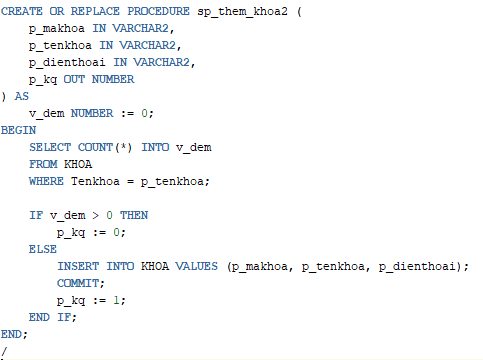 CREATE OR REPLACE PROCEDURE sp_them_khoa2 (
    p_makhoa IN VARCHAR2,
    p_tenkhoa IN VARCHAR2,
    p_dienthoai IN VARCHAR2,
    p_kq OUT NUMBER
) AS
    v_dem NUMBER := 0;
BEGIN
    SELECT COUNT(*) INTO v_dem
    FROM KHOA
    WHERE Tenkhoa = p_tenkhoa;

    IF v_dem > 0 THEN
        p_kq := 0;
    ELSE
        INSERT INTO KHOA VALUES (p_makhoa, p_tenkhoa, p_dienthoai);
        COMMIT;
        p_kq := 1;
    END IF;
END;
/